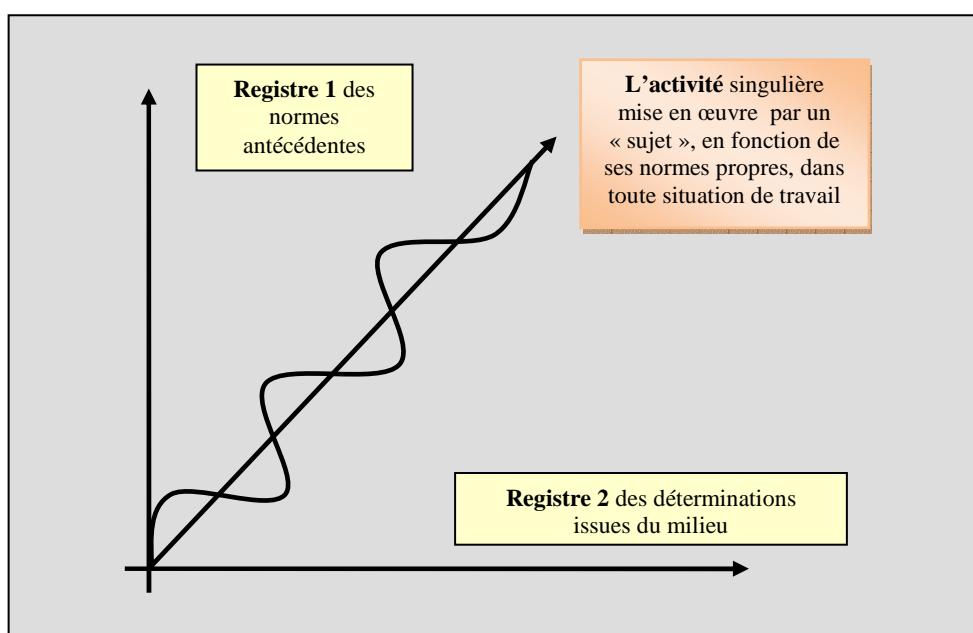 Registre 1 des
normes
antécédentes
L’activité singulière
mise en œuvre par un
« sujet », en fonction de
ses normes propres, dans
toute situation de travail
Registre 2 des déterminations
issues du milieu